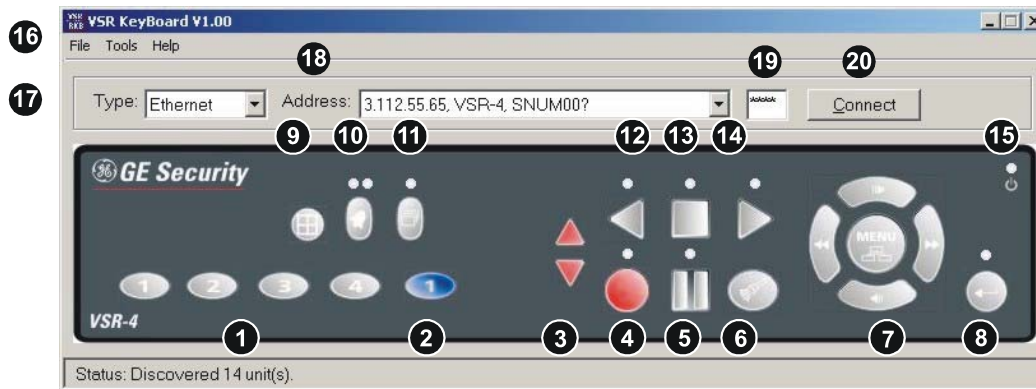 VSR KeyBoard V1.00
16
File Tools Help
18
19
20
17
Type: Ethernet Address: 3.112.55.65, VSR-4, SNUM00? **** Connect
9
10
11
12
13
14
15
GE Security
MENU
1 2 3 4 1
VSR-4
1
2
3
4
5
6
7
8
Status: Discovered 14 unit(s).